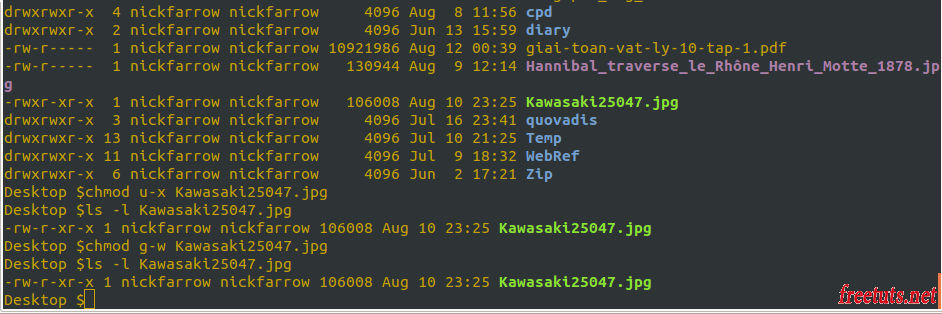 drwxrwxr-x  4 nickfarrow nickfarrow     4096 Aug  8 11:56 cpd
drwxrwxr-x  2 nickfarrow nickfarrow     4096 Jun 13 15:59 diary
-rw-r-----  1 nickfarrow nickfarrow 10921986 Aug 12 00:39 giai-toan-vat-ly-10-tap-1.pdf
-rw-r-----  1 nickfarrow nickfarrow   130944 Aug  9 12:14 Hannibal_traverse_le_Rhône_Henri_Motte_1878.jp
g
-rwxr-xr-x  1 nickfarrow nickfarrow   106008 Aug 10 23:25 Kawasaki25047.jpg
drwxrwxr-x  3 nickfarrow nickfarrow     4096 Jul 16 23:41 quovadis
drwxrwxr-x 13 nickfarrow nickfarrow     4096 Jul 10 21:25 Temp
drwxrwxr-x 11 nickfarrow nickfarrow     4096 Jul  9 18:32 WebRef
drwxrwxr-x  6 nickfarrow nickfarrow     4096 Jun  2 17:21 Zip
Desktop $chmod u-x Kawasaki25047.jpg
Desktop $ls -l Kawasaki25047.jpg
-rw-r-xr-x 1 nickfarrow nickfarrow 106008 Aug 10 23:25 Kawasaki25047.jpg
Desktop $chmod g-w Kawasaki25047.jpg
Desktop $ls -l Kawasaki25047.jpg
-rw-r-xr-x 1 nickfarrow nickfarrow 106008 Aug 10 23:25 Kawasaki25047.jpg
Desktop $
freetuts.net